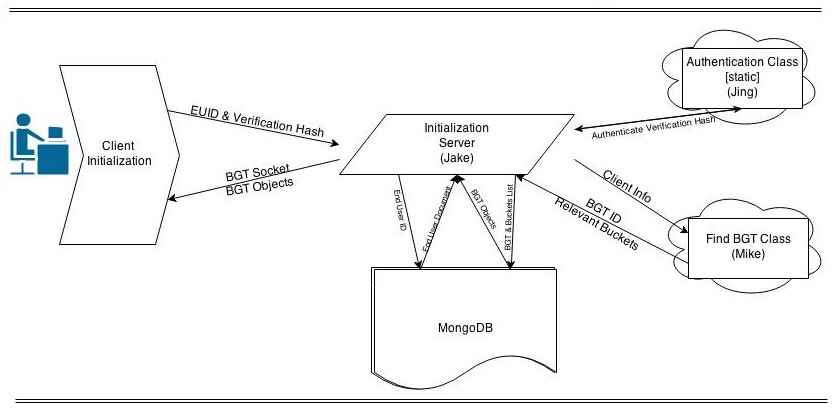 Authentication Class
[static]
(Jing)
EUID & Verification Hash
Authenticate Verification Hash
Client
Initialization
Initialization
Server
(Jake)
BGT Socket
BGT Objects
Client Info
End User ID
End User Document
BGT Objects
BGT & Buckets List
BGT ID
Relevant Buckets
Find BGT Class
(Mike)
MongoDB